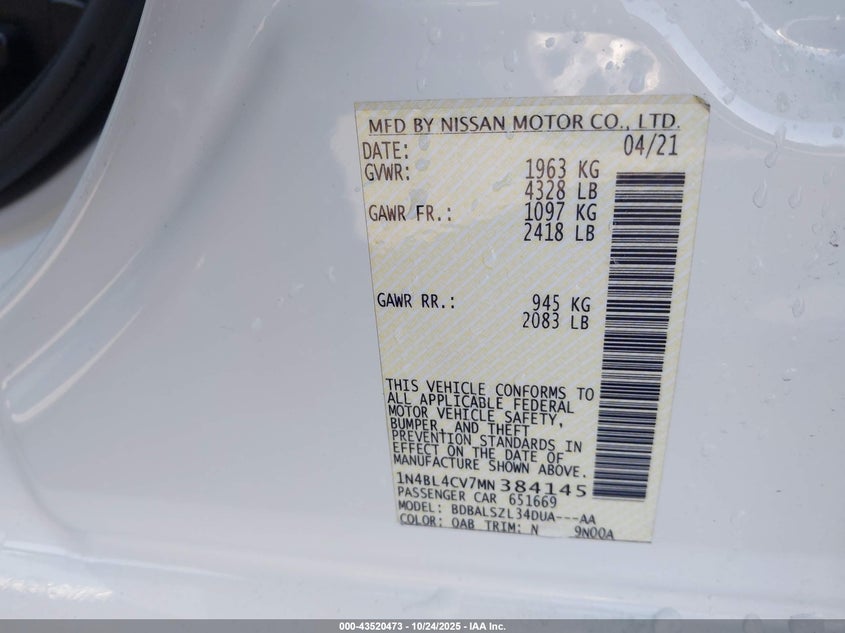 MFD BY NISSAN MOTOR CO., LTD.
DATE: 04/21
GVWR: 1963 KG
4328 LB
GAWR FR.: 1097 KG
2418 LB
GAWR RR.: 945 KG
2083 LB
THIS VEHICLE CONFORMS TO
ALL APPLICABLE FEDERAL
MOTOR VEHICLE SAFETY,
BUMPER, AND THEFT
PREVENTION STANDARDS IN
EFFECT ON THE DATE OF
MANUFACTURE SHOWN ABOVE.
1N4BL4CV7MN384145
PASSENGER CAR 651669
MODEL: BDBALSZL34DUA---AA
COLOR: QAB TRIM: N 9N00A
000-43520473 - 10/24/2025 - IAA Inc.